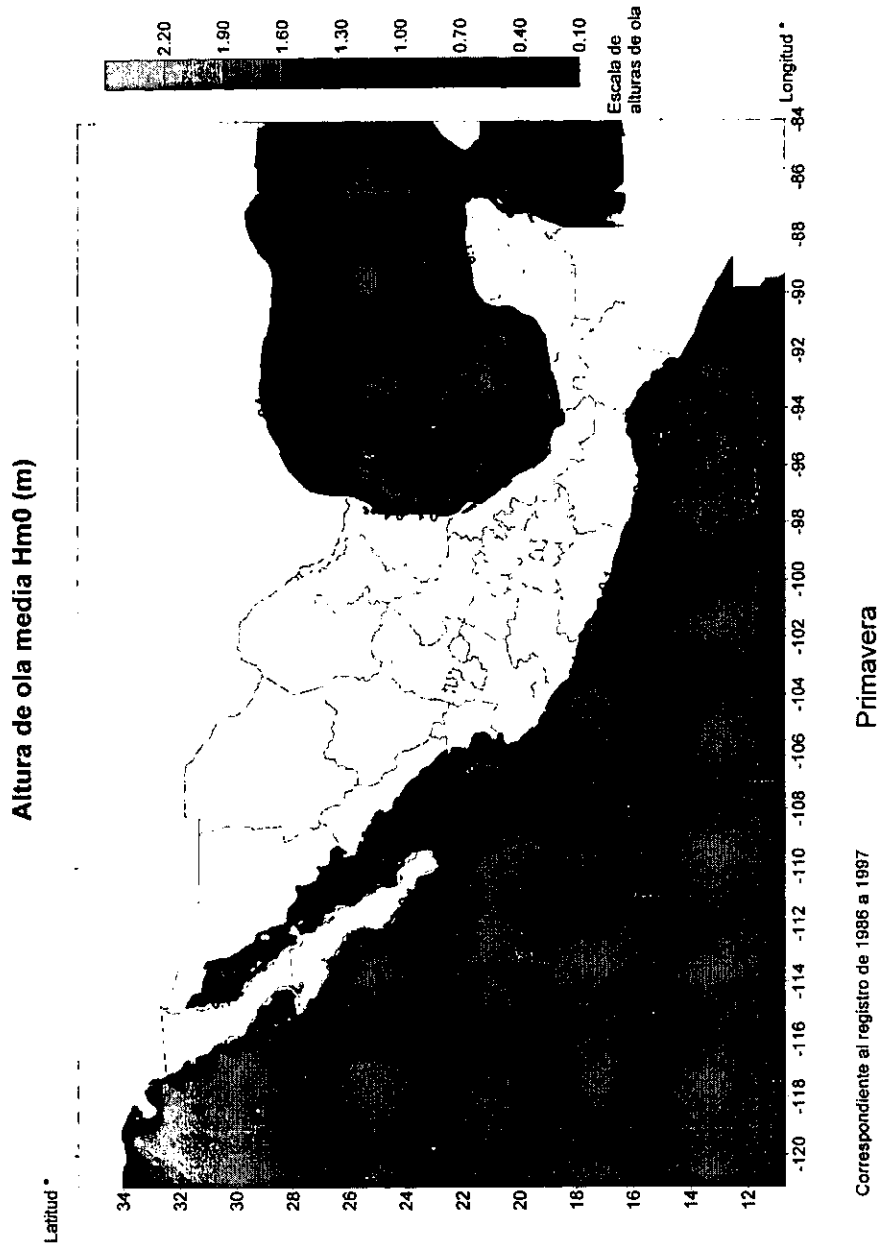 Altura de ola media Hm0 (m)
Latitud °
34
32
30
28
26
24
22
20
18
16
14
12
2.20
1.90
1.60
1.30
1.00
0.70
0.40
0.10
Escala de
alturas de ola
-120 -118 -116 -114 -112 -110 -108 -106 -104 -102 -100 -98 -96 -94 -92 -90 -88 -86 -84
Longitud °
Correspondiente al registro de 1986 a 1997 Primavera